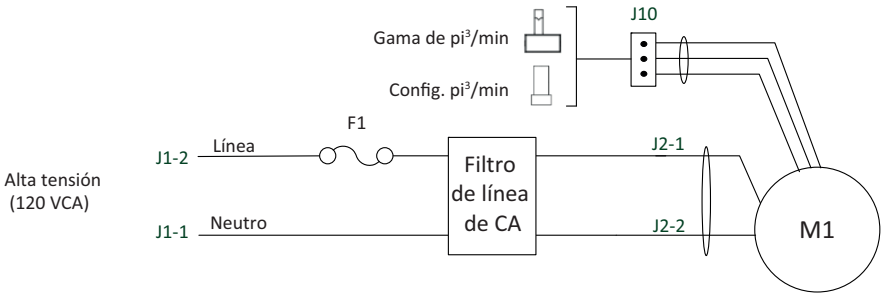 J10
Gama de pi³/min
Config. pi³/min
F1
J1-2
Línea
J2-1
Filtro
de línea
de CA
Alta tensión
(120 VCA)
J1-1
Neutro
J2-2
M1